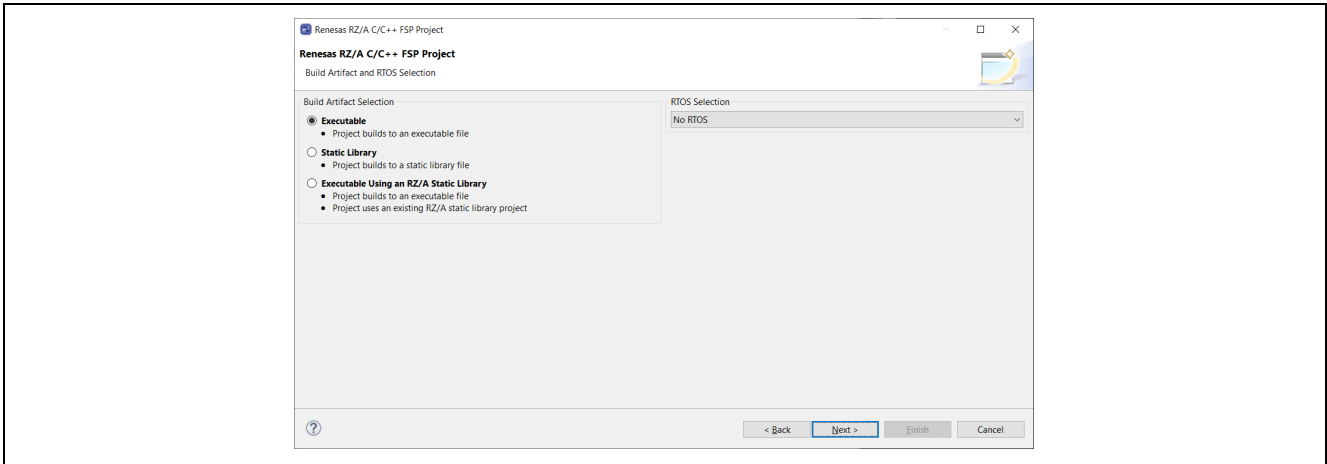 Renesas RZ/A C/C++ FSP Project
Renesas RZ/A C/C++ FSP Project
Build Artifact and RTOS Selection
Build Artifact Selection
Executable
• Project builds to an executable file
Static Library
• Project builds to a static library file
Executable Using an RZ/A Static Library
• Project builds to an executable file
• Project uses an existing RZ/A static library project
RTOS Selection
No RTOS
?
< Back
Next >
Finish
Cancel